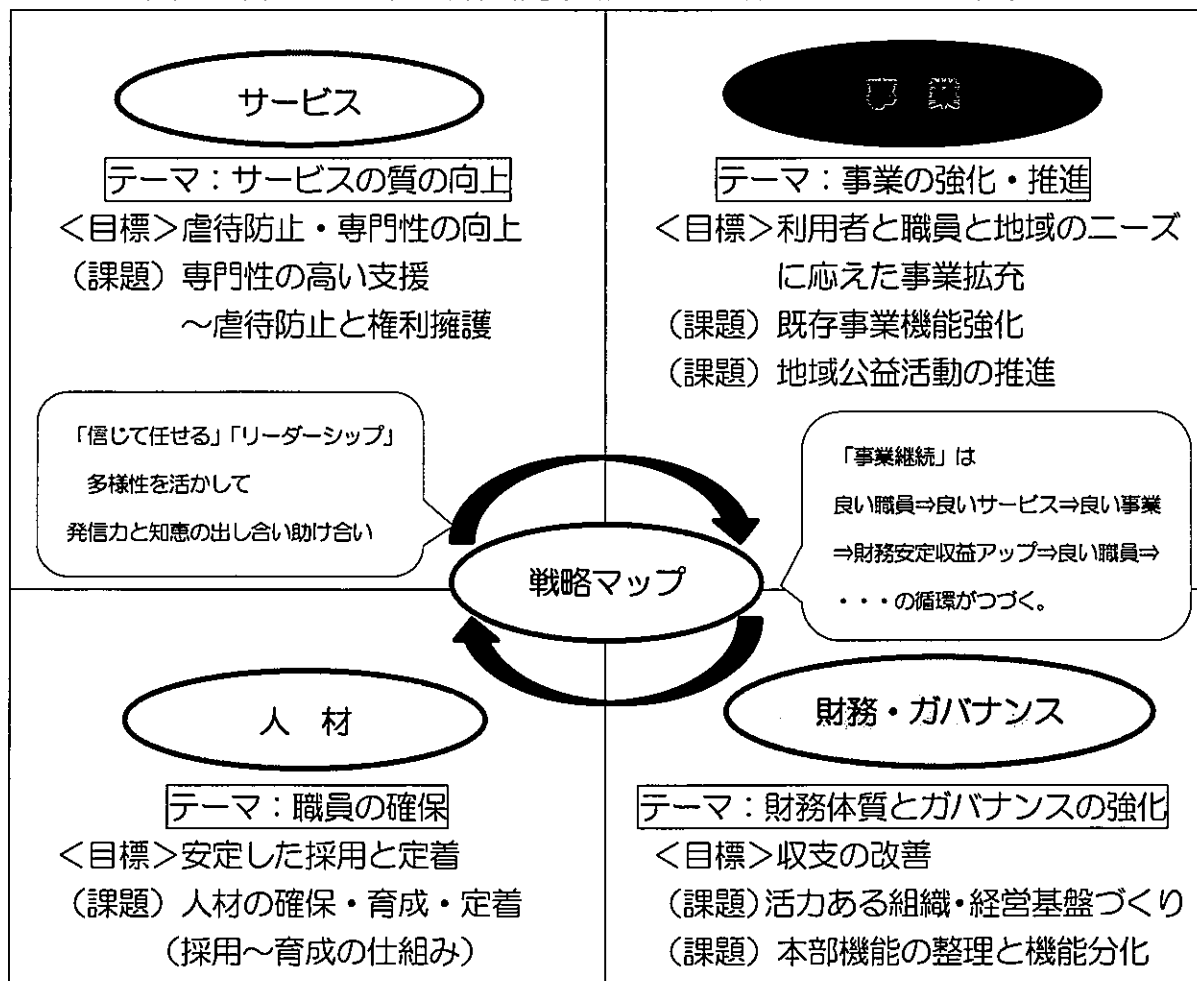 サービス
テーマ：サービスの質の向上
＜目標＞虐待防止・専門性の向上
（課題）専門性の高い支援
～虐待防止と権利擁護
「信じて任せる」「リーダーシップ」
多様性を活かして
発信力と知恵の出し合い助け合い
事 業
テーマ：事業の強化・推進
＜目標＞利用者と職員と地域のニーズ
に応えた事業拡充
（課題）既存事業機能強化
（課題）地域公益活動の推進
「事業継続」は
良い職員⇒良いサービス⇒良い事業
⇒財務安定収益アップ⇒良い職員⇒
・・・の循環がつづく。
戦略マップ
人 材
テーマ：職員の確保
＜目標＞安定した採用と定着
（課題）人材の確保・育成・定着
（採用～育成の仕組み）
財務・ガバナンス
テーマ：財務体質とガバナンスの強化
＜目標＞収支の改善
（課題）活力ある組織・経営基盤づくり
（課題）本部機能の整理と機能分化